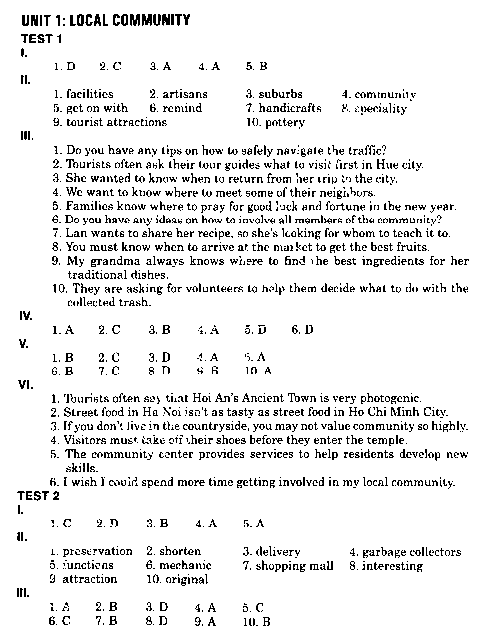 UNIT 1: LOCAL COMMUNITY
TEST 1
I.
1. D 2. C 3. A 4. A 5. B
II.
1. facilities 2. artisans 3. suburbs 4. community
5. get on with 6. remind 7. handicrafts 8. speciality
9. tourist attractions 10. pottery
III.
1. Do you have any tips on how to safely navigate the traffic?
2. Tourists often ask their tour guides what to visit first in Hue city.
3. She wanted to know when to return from her trip to the city.
4. We want to know where to meet some of their neighbors.
5. Families know where to pray for good luck and fortune in the new year.
6. Do you have any ideas on how to involve all members of the community?
7. Lan wants to share her recipe, so she's looking for whom to teach it to.
8. You must know when to arrive at the market to get the best fruits.
9. My grandma always knows where to find the best ingredients for her
traditional dishes.
10. They are asking for volunteers to help them decide what to do with the
collected trash.
IV.
1. A 2. C 3. B 4. A 5. D 6. D
V.
1. B 2. C 3. D 4. A 5. A
6. B 7. C 8. D 9. B 10. A
VI.
1. Tourists often say that Hoi An's Ancient Town is very photogenic.
2. Street food in Ha Noi isn't as tasty as street food in Ho Chi Minh City.
3. If you don't live in the countryside, you may not value community so highly.
4. Visitors must take off their shoes before they enter the temple.
5. The community center provides services to help residents develop new
skills.
6. I wish I could spend more time getting involved in my local community.
TEST 2
I.
1. C 2. D 3. B 4. A 5. A
II.
1. preservation 2. shorten 3. delivery 4. garbage collectors
5. functions 6. mechanic 7. shopping mall 8. interesting
9. attraction 10. original
III.
1. A 2. B 3. D 4. A 5. C
6. C 7. B 8. D 9. A 10. B